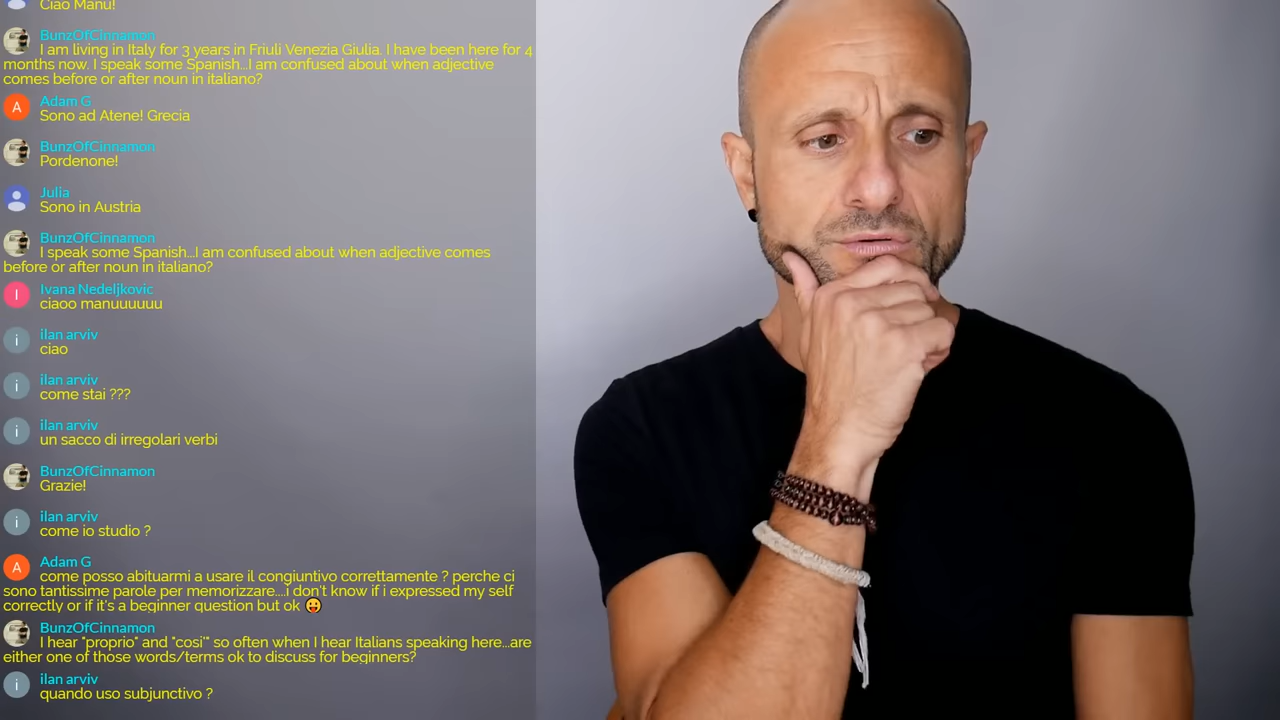 Ciao Manu!
BunzOfCinnamon
I am living in Italy for 3 years in Friuli Venezia Giulia. I have been here for 4
months now. I speak some Spanish...I am confused about when adjective
comes before or after noun in italiano?
A
Adam G
Sono ad Atene! Grecia
BunzOfCinnamon
Pordenone!
Julia
Sono in Austria
BunzOfCinnamon
I speak some Spanish...I am confused about when adjective comes
before or after noun in italiano?
I
Ivana Nedeljkovic
ciaoo manuuuuuu
i
ilan arviv
ciao
i
ilan arviv
come stai ???
i
ilan arviv
un sacco di irregolari verbi
BunzOfCinnamon
Grazie!
i
ilan arviv
come io studio ?
A
Adam G
come posso abituarmi a usare il congiuntivo correttamente ? perche ci
sono tantissime parole per memorizzare....i don't know if i expressed my self
correctly or if it's a beginner question but ok 😛
BunzOfCinnamon
I hear "proprio" and "cosi'" so often when I hear Italians speaking here...are
either one of those words/terms ok to discuss for beginners?
i
ilan arviv
quando uso subjunctivo ?